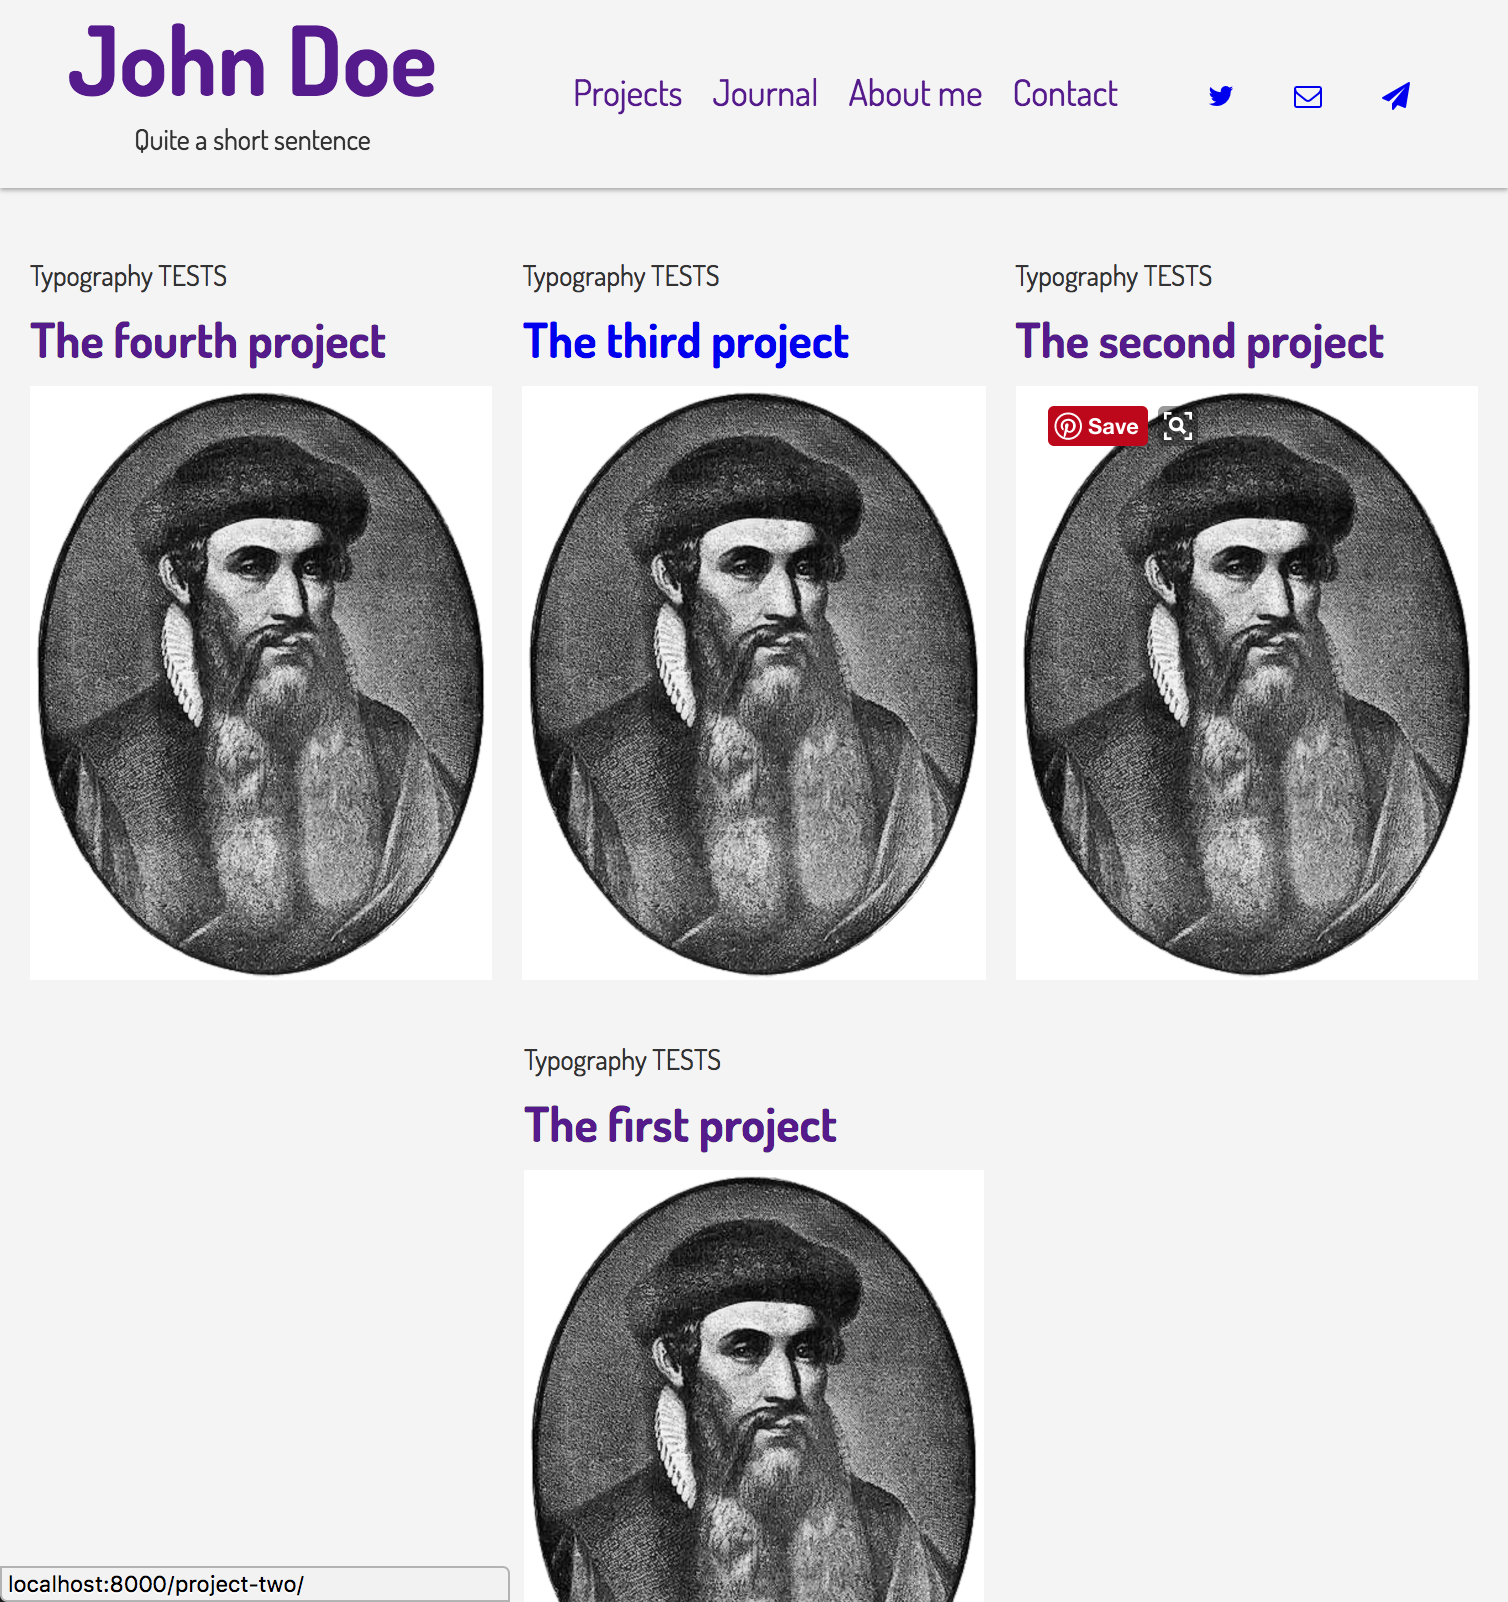 John Doe
Quite a short sentence
Projects Journal About me Contact
Typography TESTS
The fourth project
Typography TESTS
The third project
Typography TESTS
The second project
Save
Typography TESTS
The first project
localhost:8000/project-two/